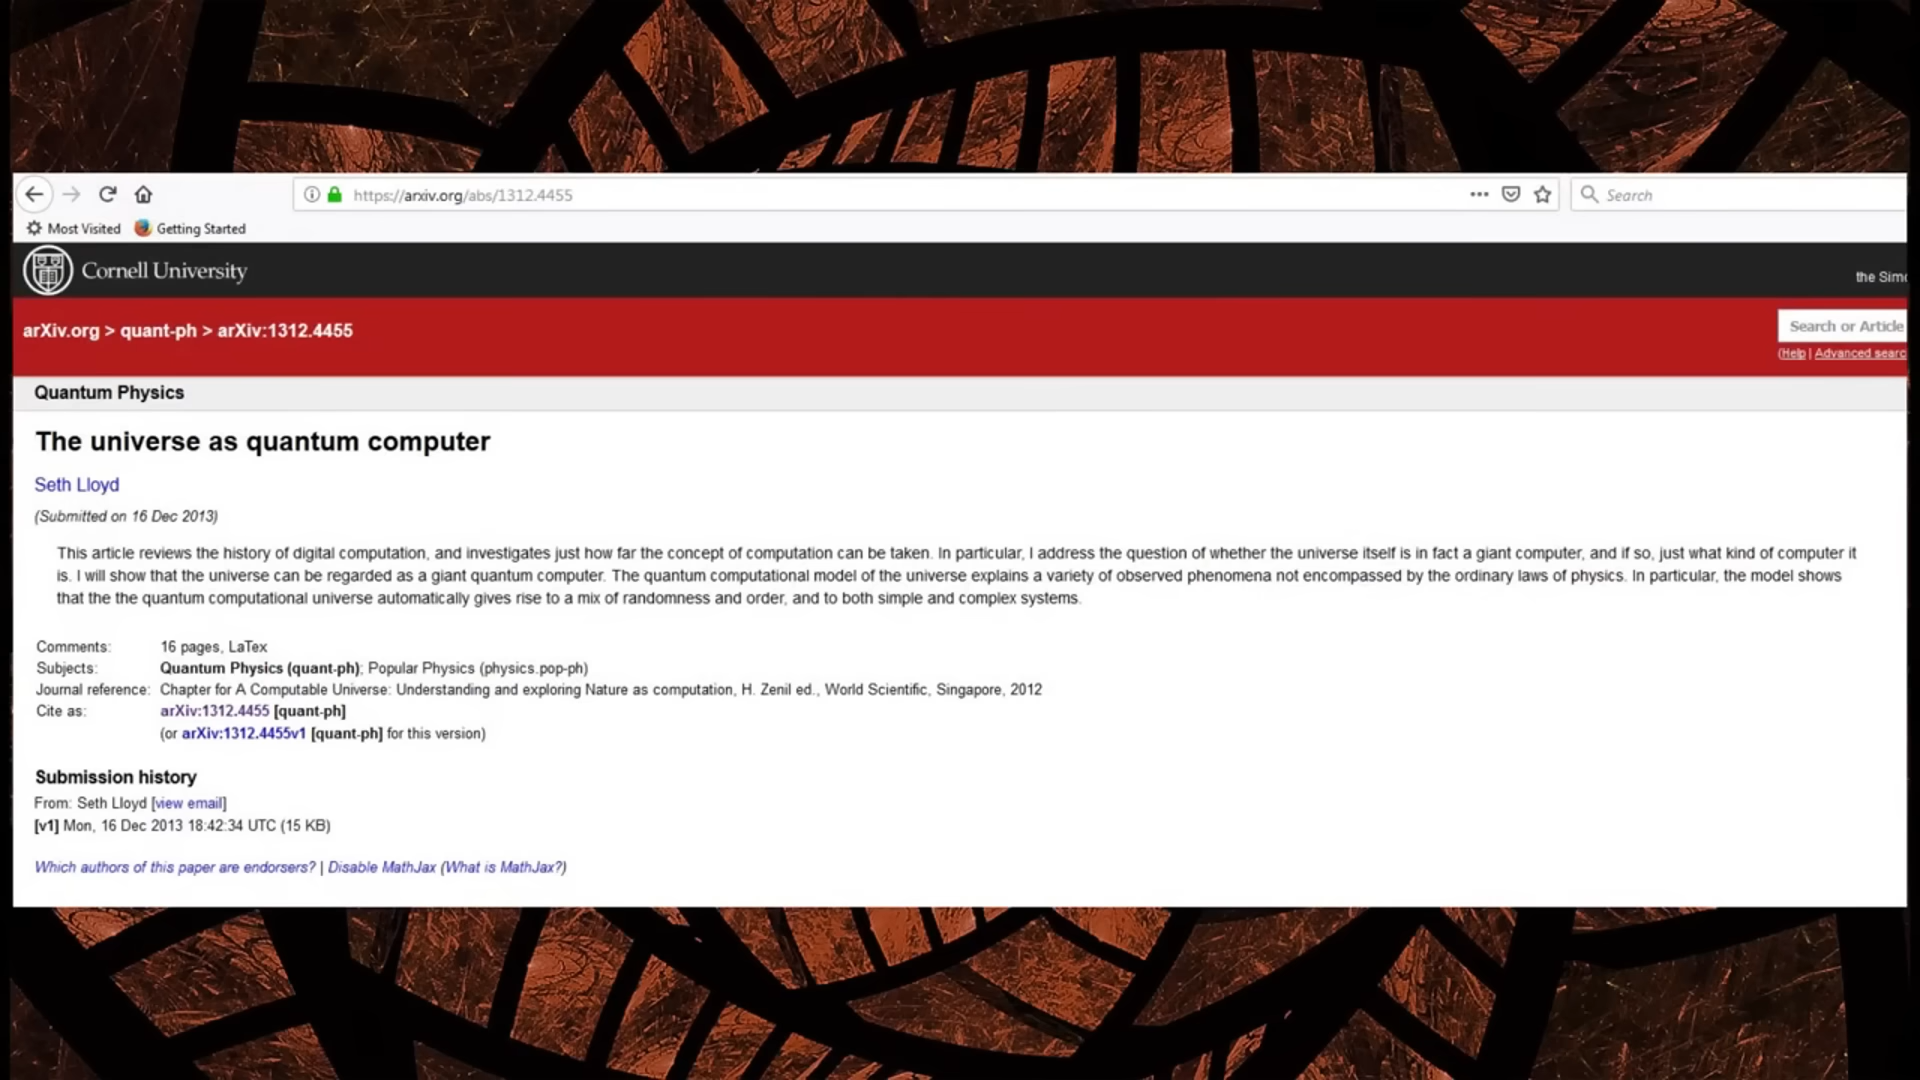 https://arxiv.org/abs/1312.4455
Search
Most Visited Getting Started
Cornell University
the
arXiv.org > quant-ph > arXiv:1312.4455
Search or Article
(Help | Advanced
Quantum Physics
The universe as quantum computer
Seth Lloyd
(Submitted on 16 Dec 2013)
This article reviews the history of digital computation, and investigates just how far the concept of computation can be taken. In particular, I address the question of whether the universe itself is in fact a giant computer, and if so, just what kind of computer it
is. I will show that the universe can be regarded as a giant quantum computer. The quantum computational model of the universe explains a variety of observed phenomena not encompassed by the ordinary laws of physics. In particular, the model shows
that the the quantum computational universe automatically gives rise to a mix of randomness and order, and to both simple and complex systems.
Comments: 16 pages, LaTex
Subjects: Quantum Physics (quant-ph); Popular Physics (physics.pop-ph)
Journal reference: Chapter for A Computable Universe: Understanding and exploring Nature as computation, H. Zenil ed., World Scientific, Singapore, 2012
Cite as: arXiv:1312.4455 [quant-ph]
(or arXiv:1312.4455v1 [quant-ph] for this version)
Submission history
From: Seth Lloyd [view email]
[v1] Mon, 16 Dec 2013 18:42:34 UTC (15 KB)
Which authors of this paper are endorsers? | Disable MathJax (What is MathJax?)